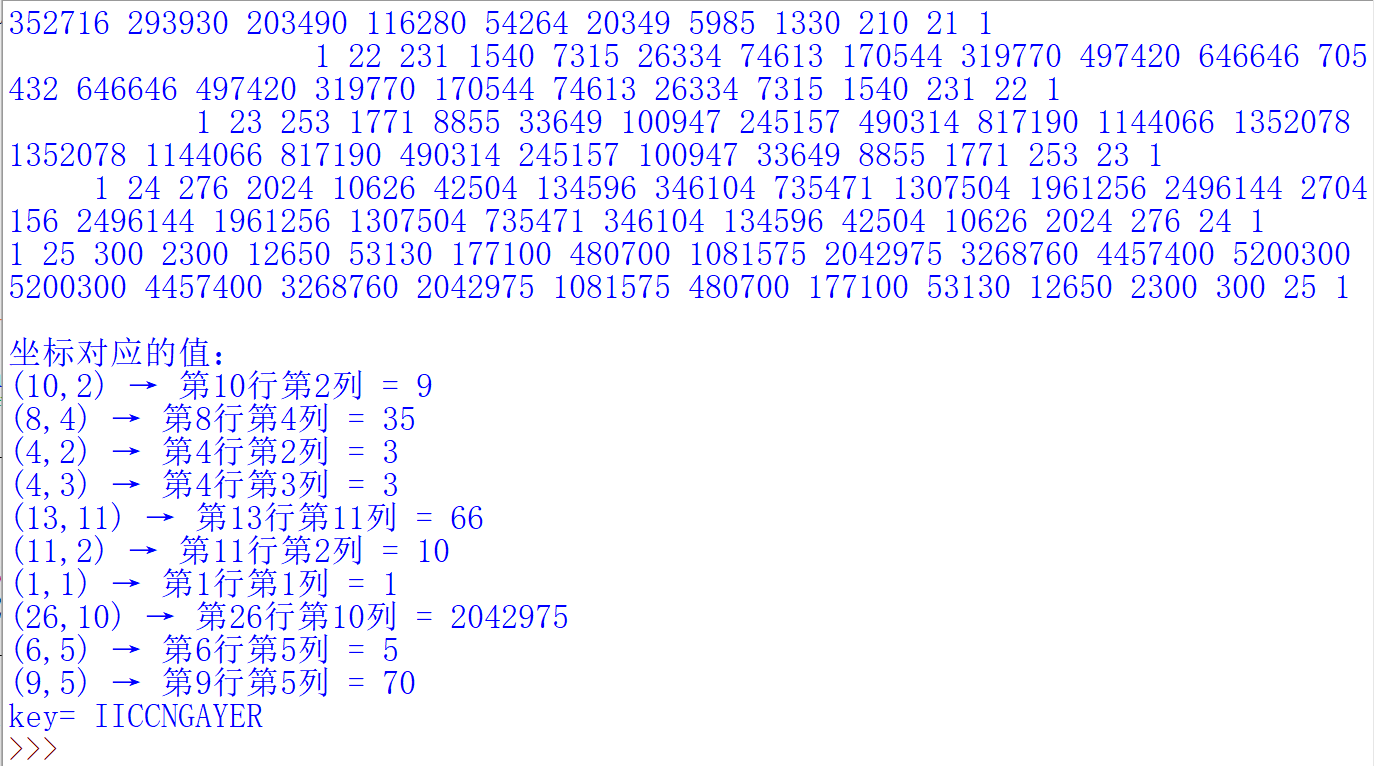 352716 293930 203490 116280 54264 20349 5985 1330 210 21 1
1 22 231 1540 7315 26334 74613 170544 319770 497420 646646 705
432 646646 497420 319770 170544 74613 26334 7315 1540 231 22 1
1 23 253 1771 8855 33649 100947 245157 490314 817190 1144066 1352078
1352078 1144066 817190 490314 245157 100947 33649 8855 1771 253 23 1
1 24 276 2024 10626 42504 134596 346104 735471 1307504 1961256 2496144 2704
156 2496144 1961256 1307504 735471 346104 134596 42504 10626 2024 276 24 1
1 25 300 2300 12650 53130 177100 480700 1081575 2042975 3268760 4457400 5200300
5200300 4457400 3268760 2042975 1081575 480700 177100 53130 12650 2300 300 25 1
坐标对应的值：
(10,2) → 第10行第2列 = 9
(8,4) → 第8行第4列 = 35
(4,2) → 第4行第2列 = 3
(4,3) → 第4行第3列 = 3
(13,11) → 第13行第11列 = 66
(11,2) → 第11行第2列 = 10
(1,1) → 第1行第1列 = 1
(26,10) → 第26行第10列 = 2042975
(6,5) → 第6行第5列 = 5
(9,5) → 第9行第5列 = 70
key= IICCNGAYER
>>>